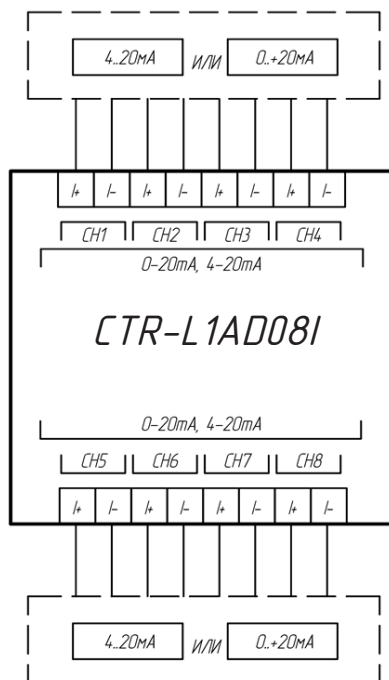 4..20мА ИЛИ 0..+20мА
I+ I- I+ I- I+ I- I+ I-
CH1 CH2 CH3 CH4
0-20mA, 4-20mA
CTR-L1AD08I
0-20mA, 4-20mA
CH5 CH6 CH7 CH8
I+ I- I+ I- I+ I- I+ I-
4..20мА ИЛИ 0..+20мА